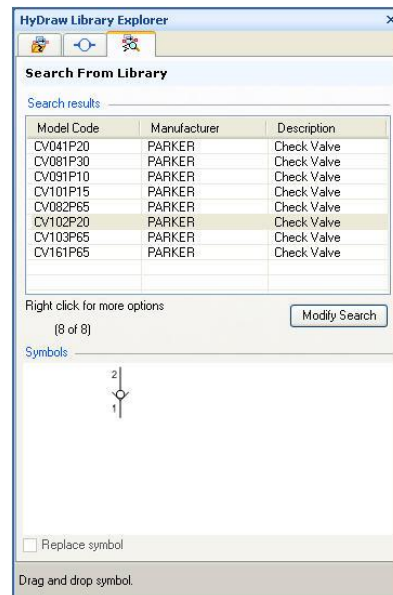 HyDraw Library Explorer
Search From Library
Search results
Model Code Manufacturer Description
CV041P20 PARKER Check Valve
CV081P30 PARKER Check Valve
CV091P10 PARKER Check Valve
CV101P15 PARKER Check Valve
CV082P65 PARKER Check Valve
CV102P20 PARKER Check Valve
CV103P65 PARKER Check Valve
CV161P65 PARKER Check Valve
Right click for more options
(8 of 8)
Modify Search
Symbols
2
1
Replace symbol
Drag and drop symbol.